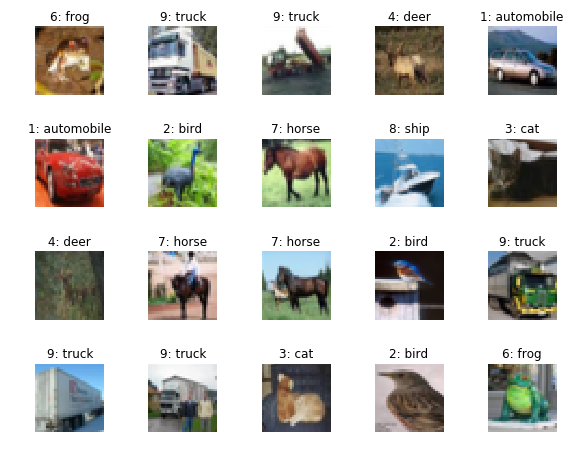 6: frog 9: truck 9: truck 4: deer 1: automobile
1: automobile 2: bird 7: horse 8: ship 3: cat
4: deer 7: horse 7: horse 2: bird 9: truck
9: truck 9: truck 3: cat 2: bird 6: frog